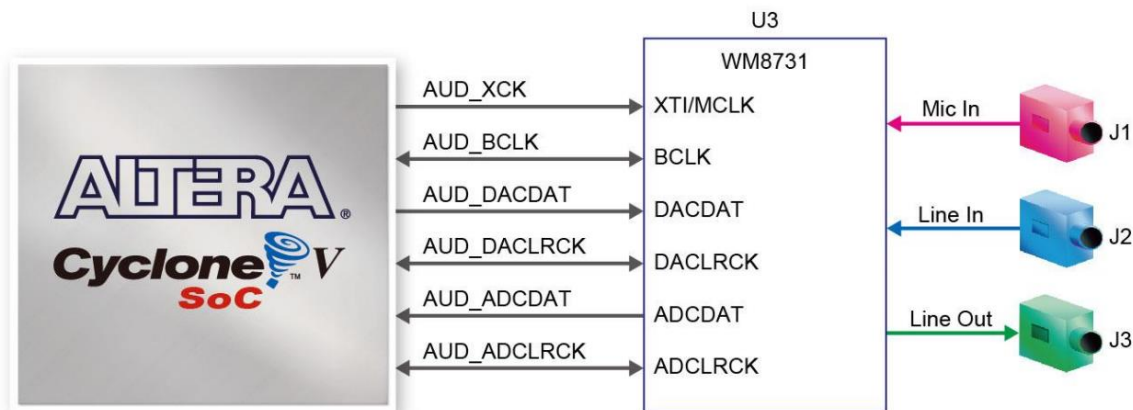 U3
WM8731
ALTERA®
Cyclone™ V
SoC
AUD_XCK
AUD_BCLK
AUD_DACDAT
AUD_DACLRCK
AUD_ADCDAT
AUD_ADCLRCK
XTI/MCLK
BCLK
DACDAT
DACLRCK
ADCDAT
ADCLRCK
Mic In
J1
Line In
J2
Line Out
J3